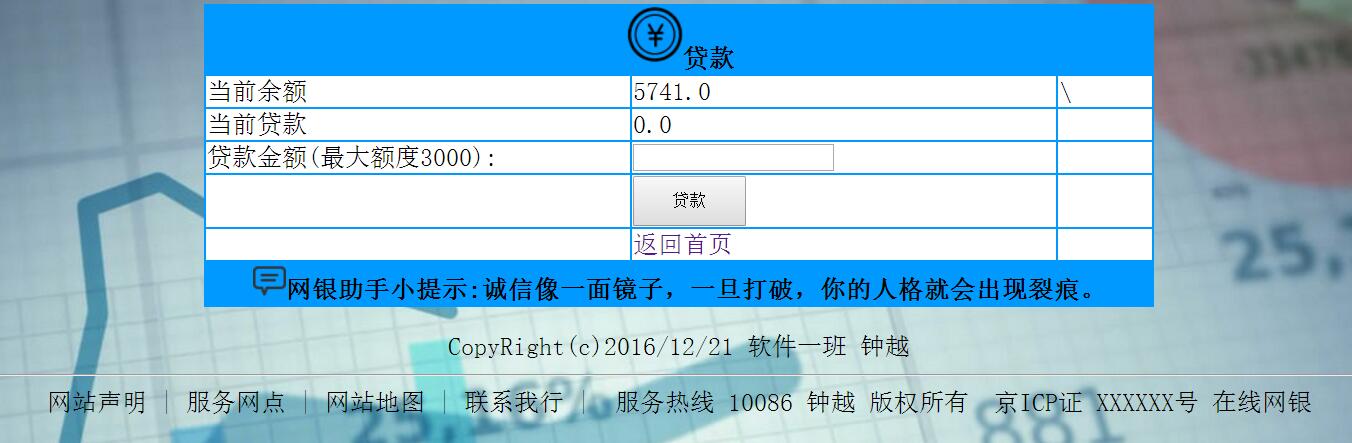 ¥贷款
当前余额 5741.0 \
当前贷款 0.0
贷款金额(最大额度3000):
贷款
返回首页
网银助手小提示:诚信像一面镜子，一旦打破，你的人格就会出现裂痕。
CopyRight(c)2016/12/21 软件一班 钟越
网站声明 | 服务网点 | 网站地图 | 联系我行 | 服务热线 10086 钟越 版权所有 京ICP证 XXXXXX号 在线网银
33476
25,
25,16%
881